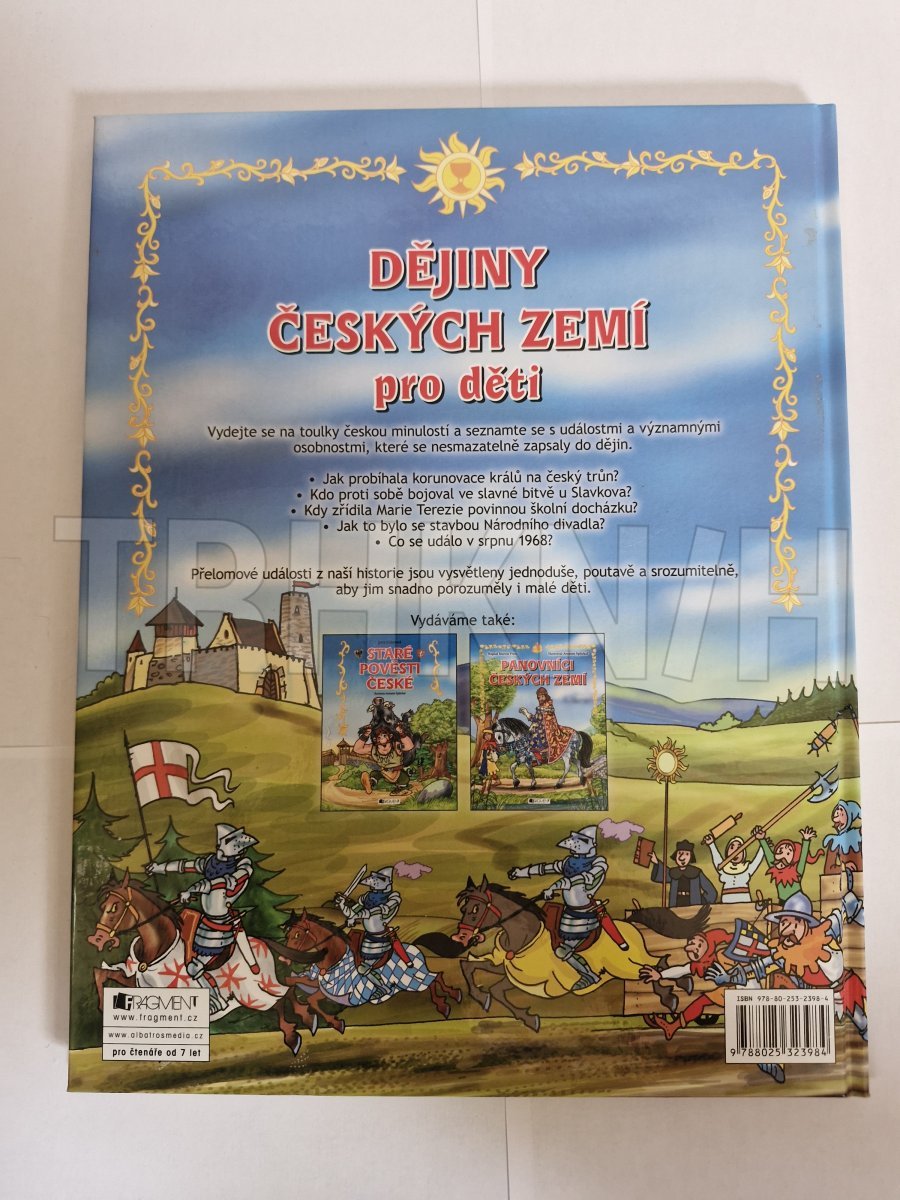 DĚJINY
ČESKÝCH ZEMÍ
pro děti
Vydejte se na toulky českou minulostí a seznamte se s událostmi a významnými
osobnostmi, které se nesmazatelně zapsaly do dějin.
• Jak probíhala korunovace králů na český trůn?
• Kdo proti sobě bojoval ve slavné bitvě u Slavkova?
• Kdy zřídila Marie Terezie povinnou školní docházku?
• Jak to bylo se stavbou Národního divadla?
• Co se událo v srpnu 1968?
TRHKNIH
Přelomové události z naší historie jsou vysvětleny jednoduše, poutavě a srozumitelně,
aby jim snadno porozuměly i malé děti.
Vydáváme také:
STARÉ
POVĚSTI
ČESKÉ
PANOVNÍCI
ČESKÝCH ZEMÍ
FRAGMENT
FRAGMENT
FRAGMENT
www.fragment.cz
www.albatrosmedia.cz
pro čtenáře od 7 let
ISBN 978-80-253-2398-4
9 788025 323984